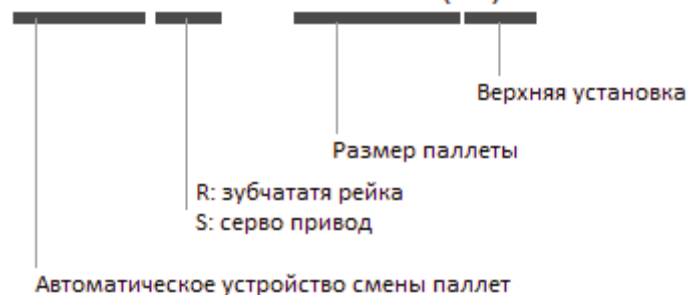 Верхняя установка
Размер паллеты
R: зубчататя рейка
S: серво привод
Автоматическое устройство смены паллет